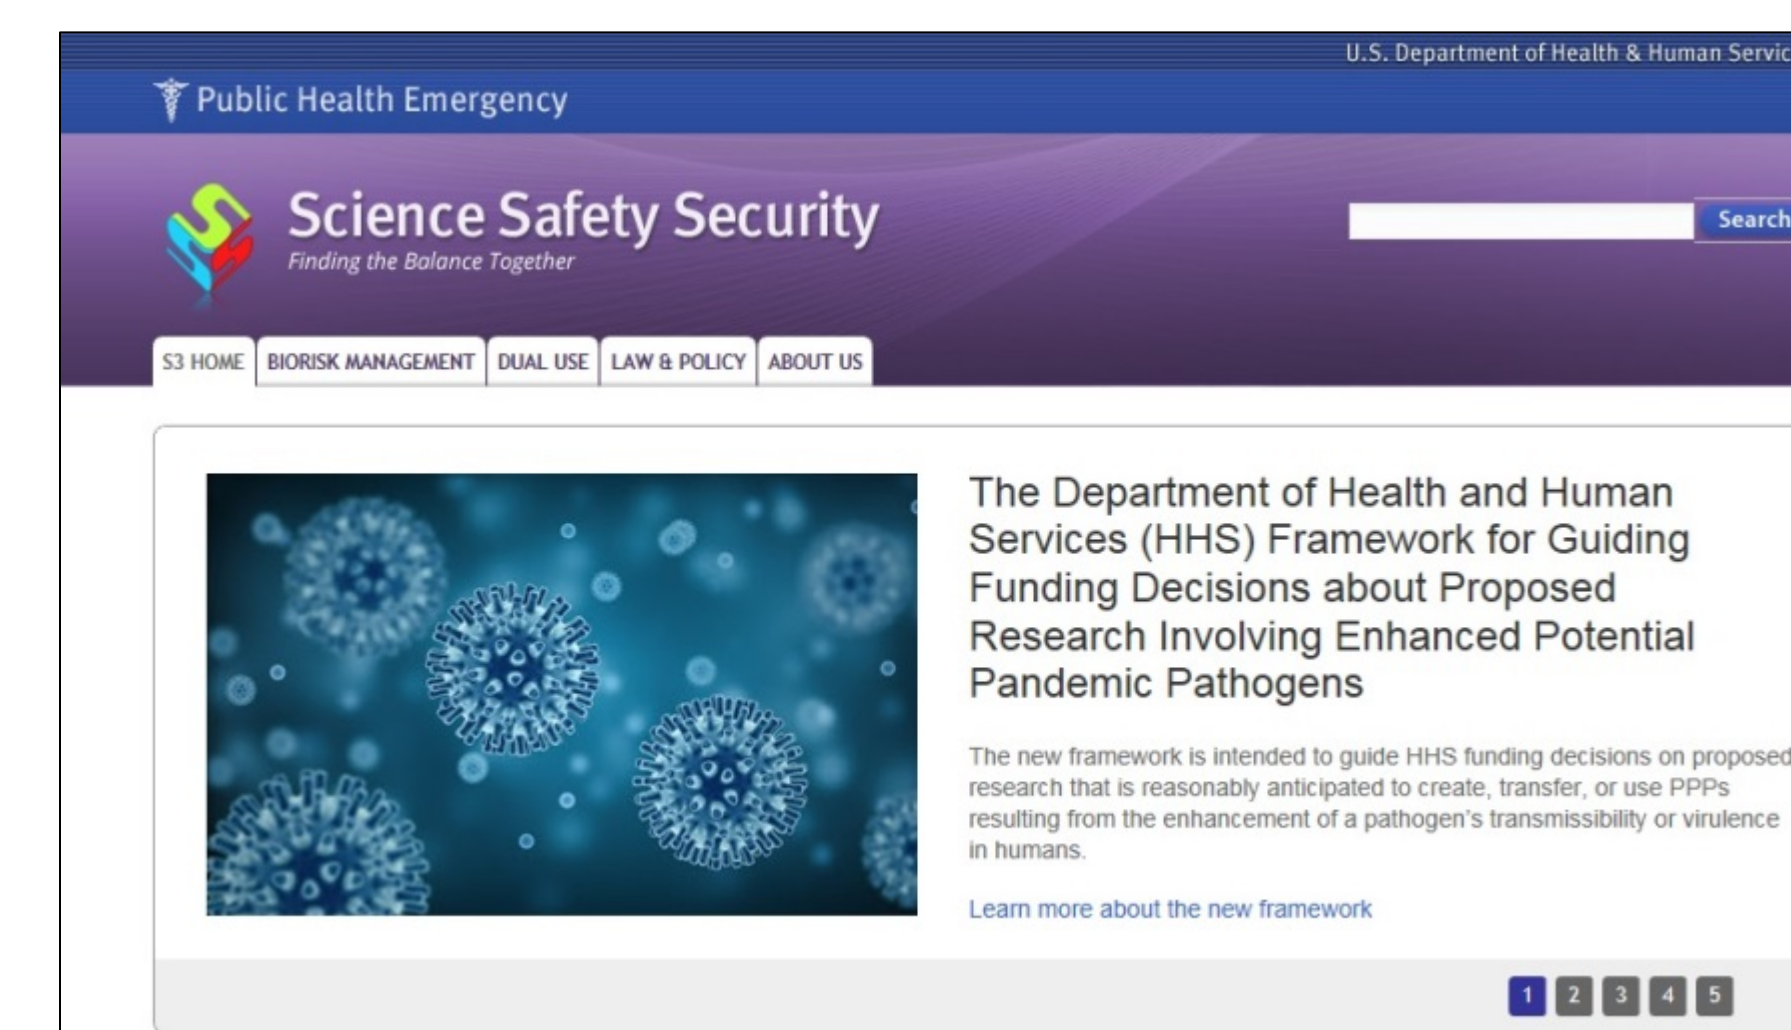 U.S. Department of Health & Human Servic
Public Health Emergency
Science Safety Security
Finding the Balance Together
Search
S3 HOME
BIORISK MANAGEMENT
DUAL USE
LAW & POLICY
ABOUT US
The Department of Health and Human
Services (HHS) Framework for Guiding
Funding Decisions about Proposed
Research Involving Enhanced Potential
Pandemic Pathogens
The new framework is intended to guide HHS funding decisions on proposed
research that is reasonably anticipated to create, transfer, or use PPPs
resulting from the enhancement of a pathogen's transmissibility or virulence
in humans.
Learn more about the new framework
1 2 3 4 5